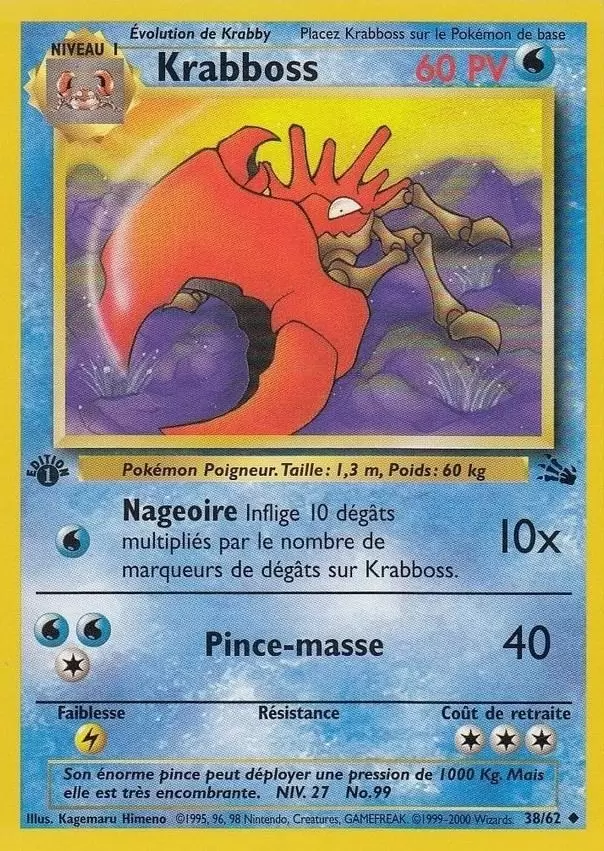 Évolution de Krabby Placez Krabboss sur le Pokémon de base
NIVEAU 1
Krabboss 60 PV
EDITION
1
Pokémon Poigneur. Taille: 1,3 m, Poids: 60 kg
Nageoire Inflige 10 dégâts
multipliés par le nombre de 10x
marqueurs de dégâts sur Krabboss.
Pince-masse 40
Faiblesse Résistance Coût de retraite
Son énorme pince peut déployer une pression de 1000 Kg. Mais
elle est très encombrante. NIV. 27 No.99
Illus. Kagemaru Himeno ©1995, 96, 98 Nintendo, Creatures, GAMEFREAK. ©1999-2000 Wizards. 38/62